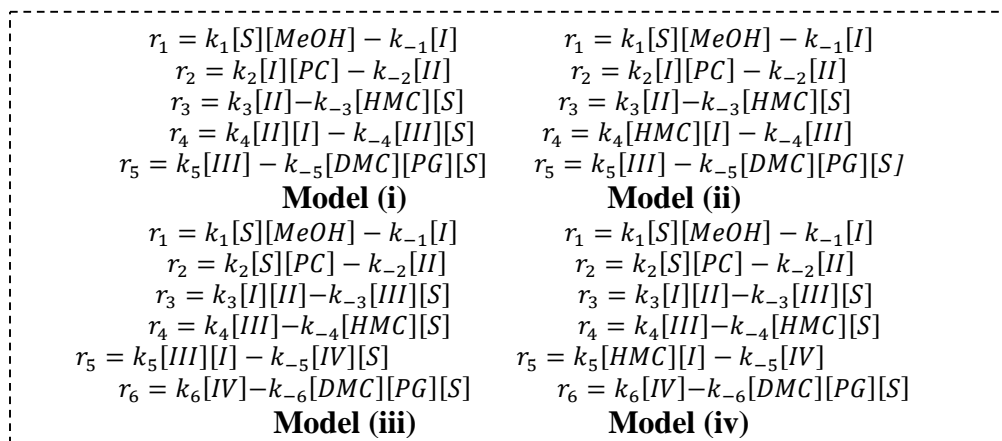 r₁ = k₁[S][MeOH] − k₋₁[I]
r₂ = k₂[I][PC] − k₋₂[II]
r₃ = k₃[II]−k₋₃[HMC][S]
r₄ = k₄[II][I] − k₋₄[III][S]
r₅ = k₅[III] − k₋₅[DMC][PG][S]
Model (i)
r₁ = k₁[S][MeOH] − k₋₁[I]
r₂ = k₂[I][PC] − k₋₂[II]
r₃ = k₃[II]−k₋₃[HMC][S]
r₄ = k₄[HMC][I] − k₋₄[III]
r₅ = k₅[III] − k₋₅[DMC][PG][S]
Model (ii)
r₁ = k₁[S][MeOH] − k₋₁[I]
r₂ = k₂[S][PC] − k₋₂[II]
r₃ = k₃[I][II]−k₋₃[III][S]
r₄ = k₄[III]−k₋₄[HMC][S]
r₅ = k₅[III][I] − k₋₅[IV][S]
r₆ = k₆[IV]−k₋₆[DMC][PG][S]
Model (iii)
r₁ = k₁[S][MeOH] − k₋₁[I]
r₂ = k₂[S][PC] − k₋₂[II]
r₃ = k₃[I][II]−k₋₃[III][S]
r₄ = k₄[III]−k₋₄[HMC][S]
r₅ = k₅[HMC][I] − k₋₅[IV]
r₆ = k₆[IV]−k₋₆[DMC][PG][S]
Model (iv)